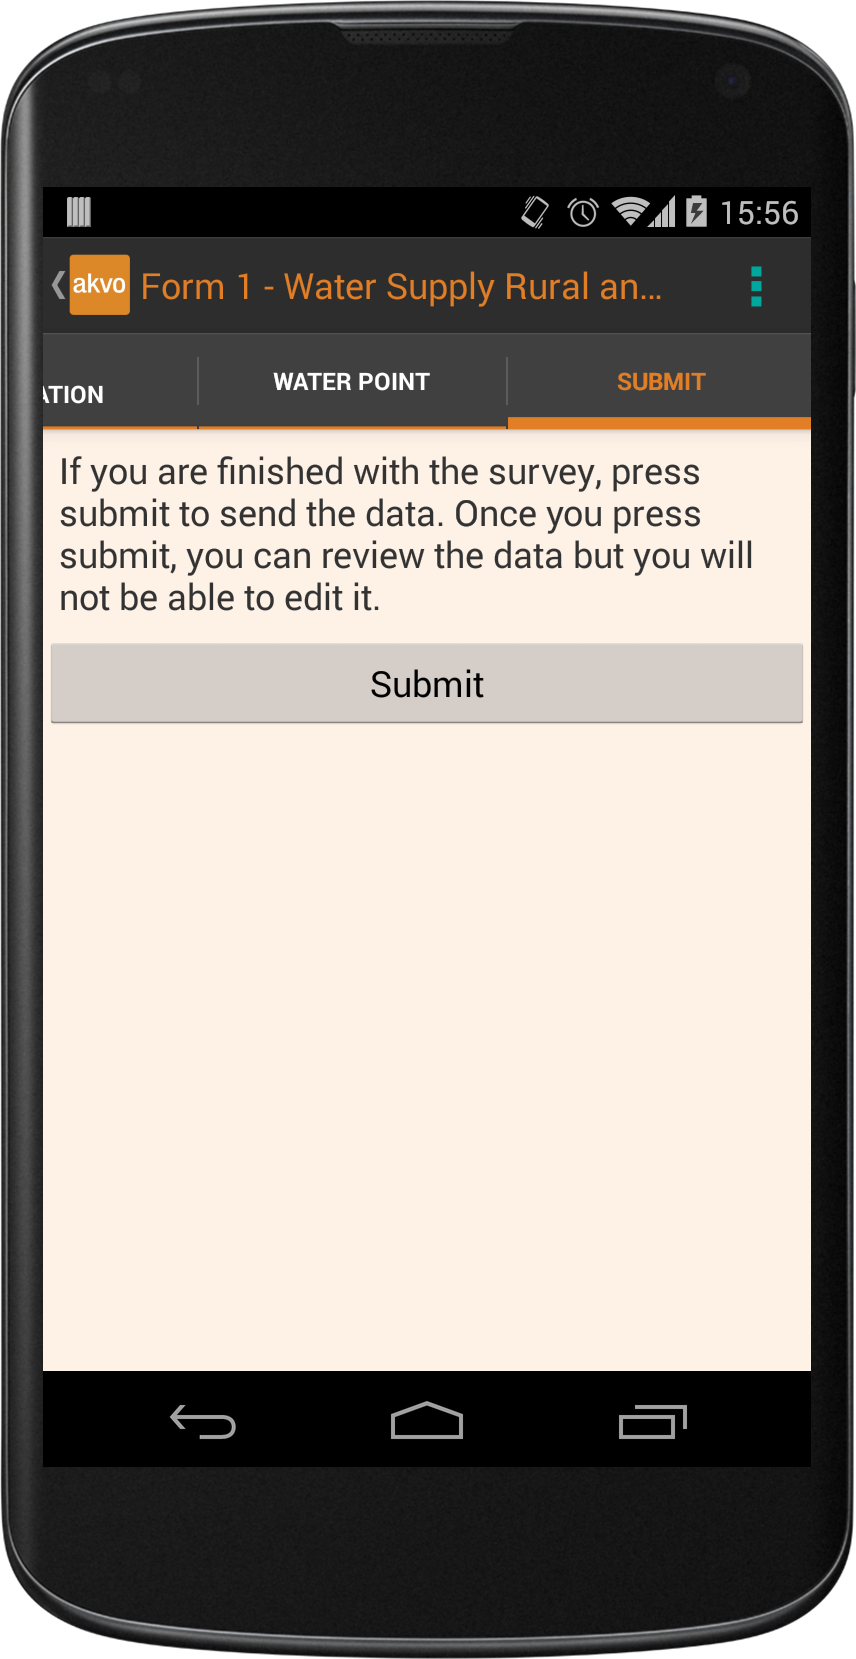 15:56
akvo Form 1 - Water Supply Rural an...
ATION WATER POINT SUBMIT
If you are finished with the survey, press
submit to send the data. Once you press
submit, you can review the data but you will
not be able to edit it.
Submit